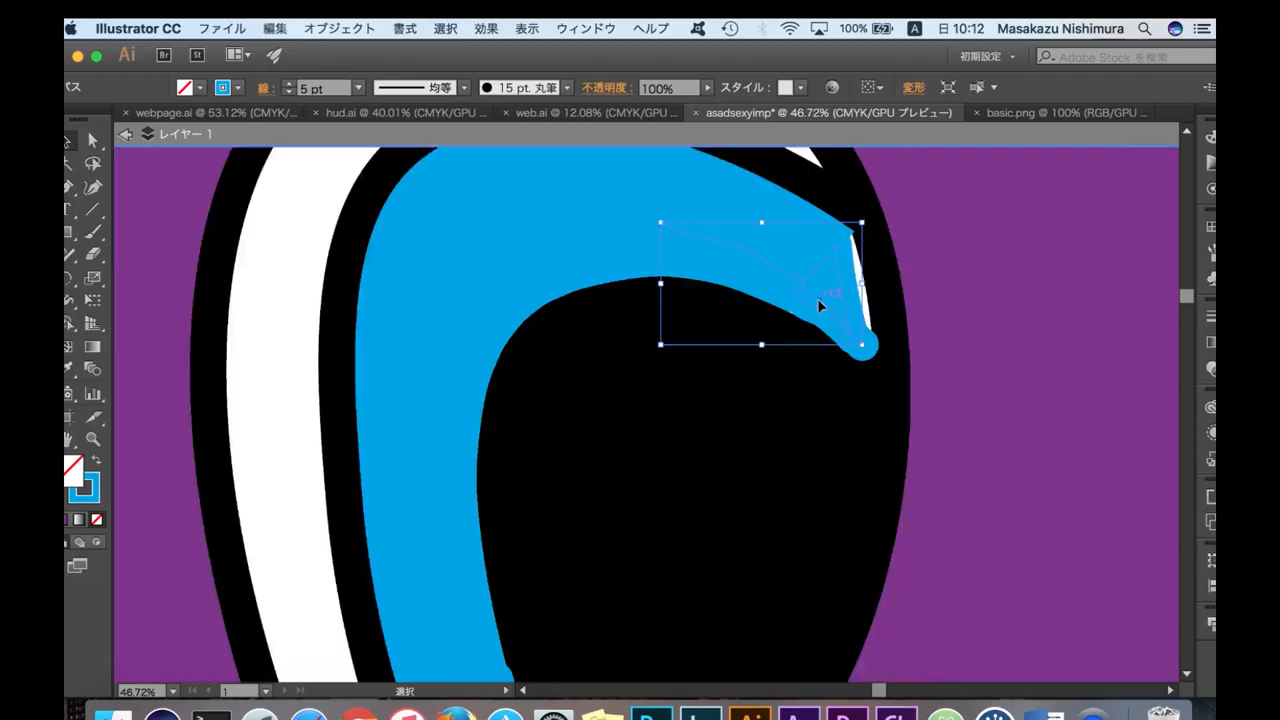 Illustrator CC ファイル 編集 オブジェクト 書式 選択 効果 表示 ウィンドウ ヘルプ 100% A 日 10:12 Masakazu Nishimura
Ai Br St 初期設定 Adobe Stock を検索
パス 線: 5 pt 均等 15 pt. 丸筆 不透明度: 100% スタイル: 変形
× webpage.ai @ 53.12% (CMYK/... × hud.ai @ 40.01% (CMYK/GPU ... × web.ai @ 12.08% (CMYK/GPU ... × asadsexyimp* @ 46.72% (CMYK/GPU プレビュー) × basic.png @ 100% (RGB/GPU ...
レイヤー 1
パス
46.72% 1 選択